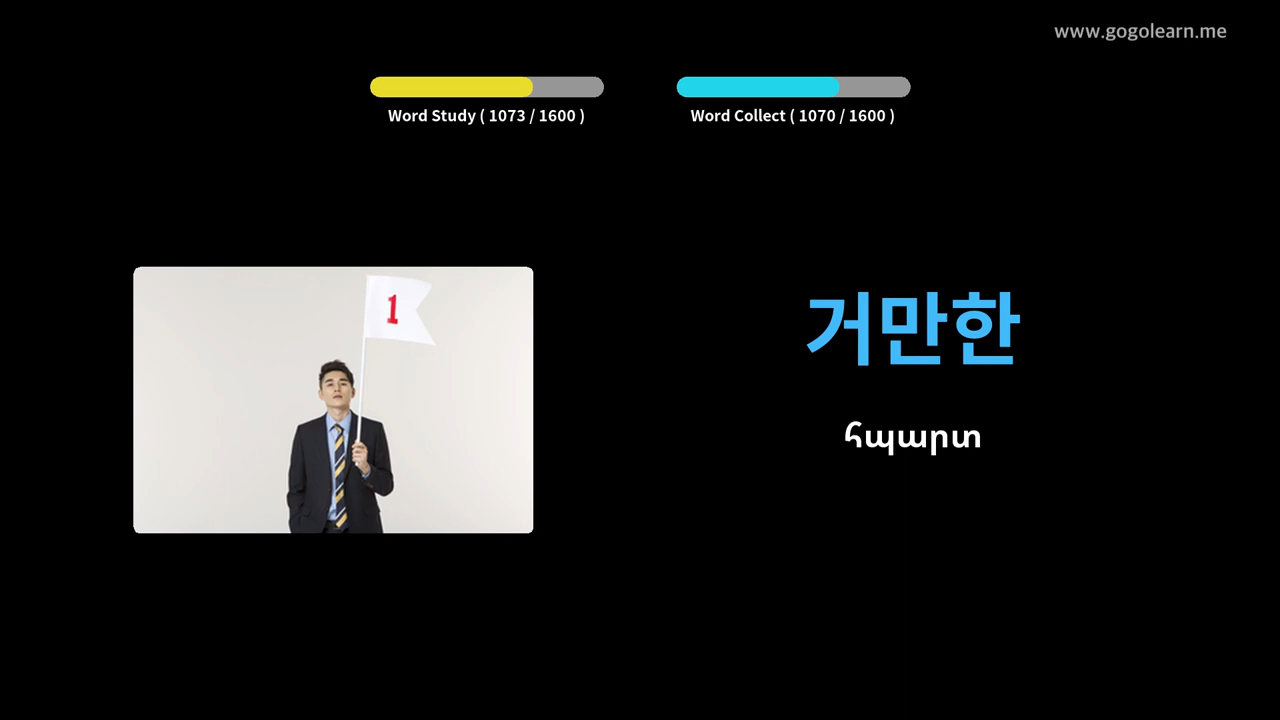 www.gogolearn.me
Word Study ( 1073 / 1600 )
Word Collect ( 1070 / 1600 )
1
거만한
հպարտ